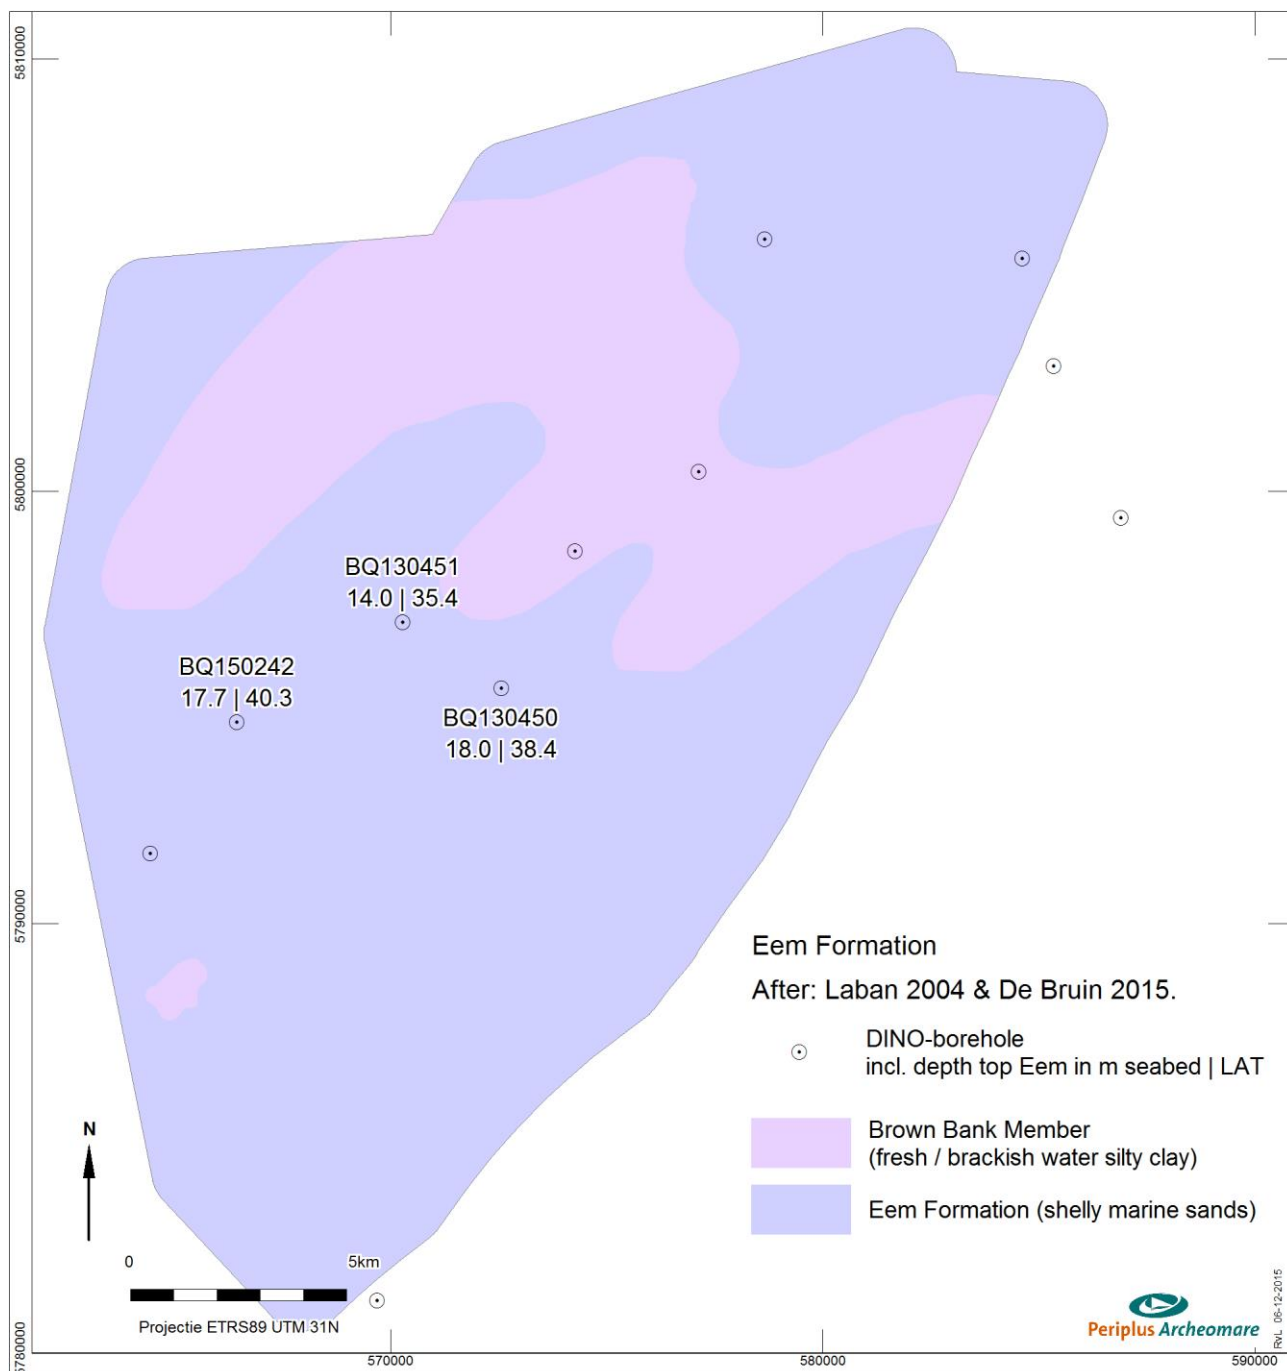 5810000
5800000
5790000
5780000
BQ130451
14.0 | 35.4
BQ150242
17.7 | 40.3
BQ130450
18.0 | 38.4
Eem Formation
After: Laban 2004 & De Bruin 2015.
DINO-borehole
incl. depth top Eem in m seabed | LAT
Brown Bank Member
(fresh / brackish water silty clay)
Eem Formation (shelly marine sands)
N
0 5km
Projectie ETRS89 UTM 31N
Periplus Archeomare
RvL 06-12-2015
570000 580000 590000